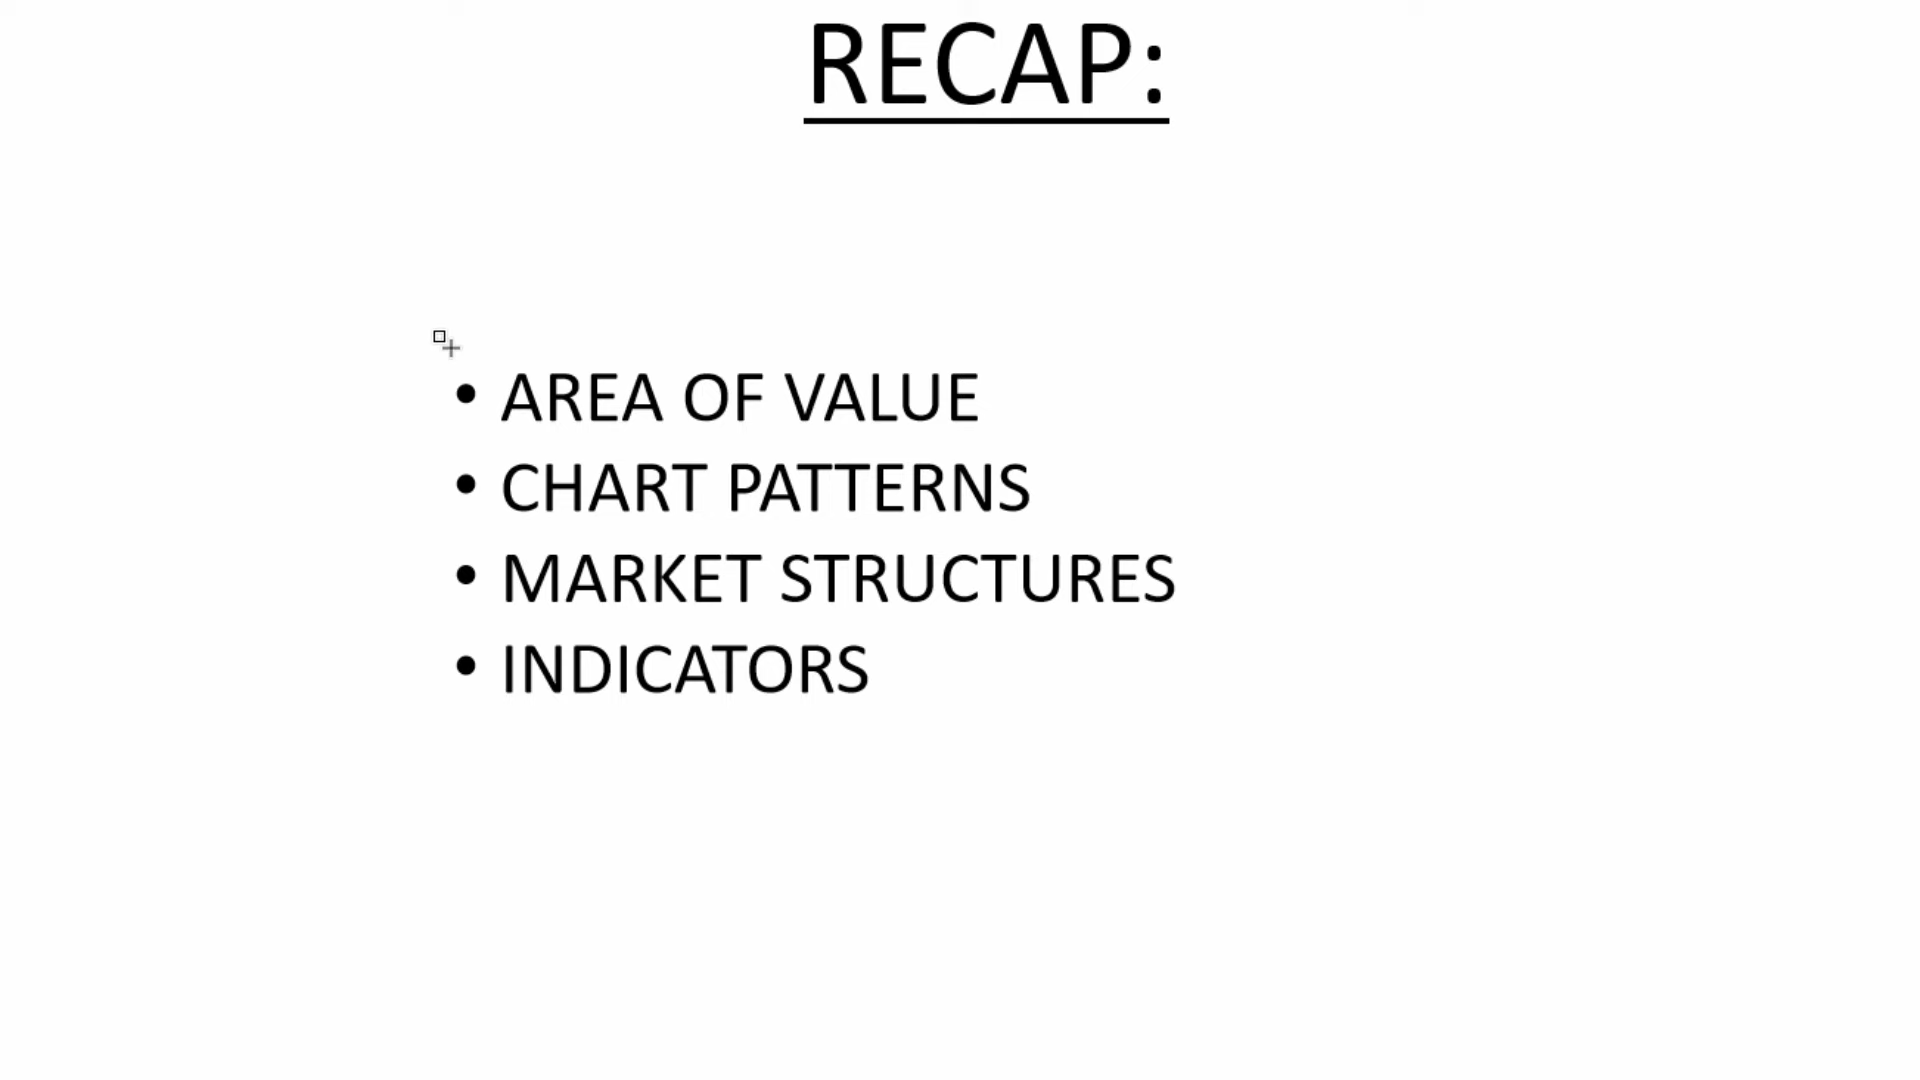 RECAP:
• AREA OF VALUE
• CHART PATTERNS
• MARKET STRUCTURES
• INDICATORS